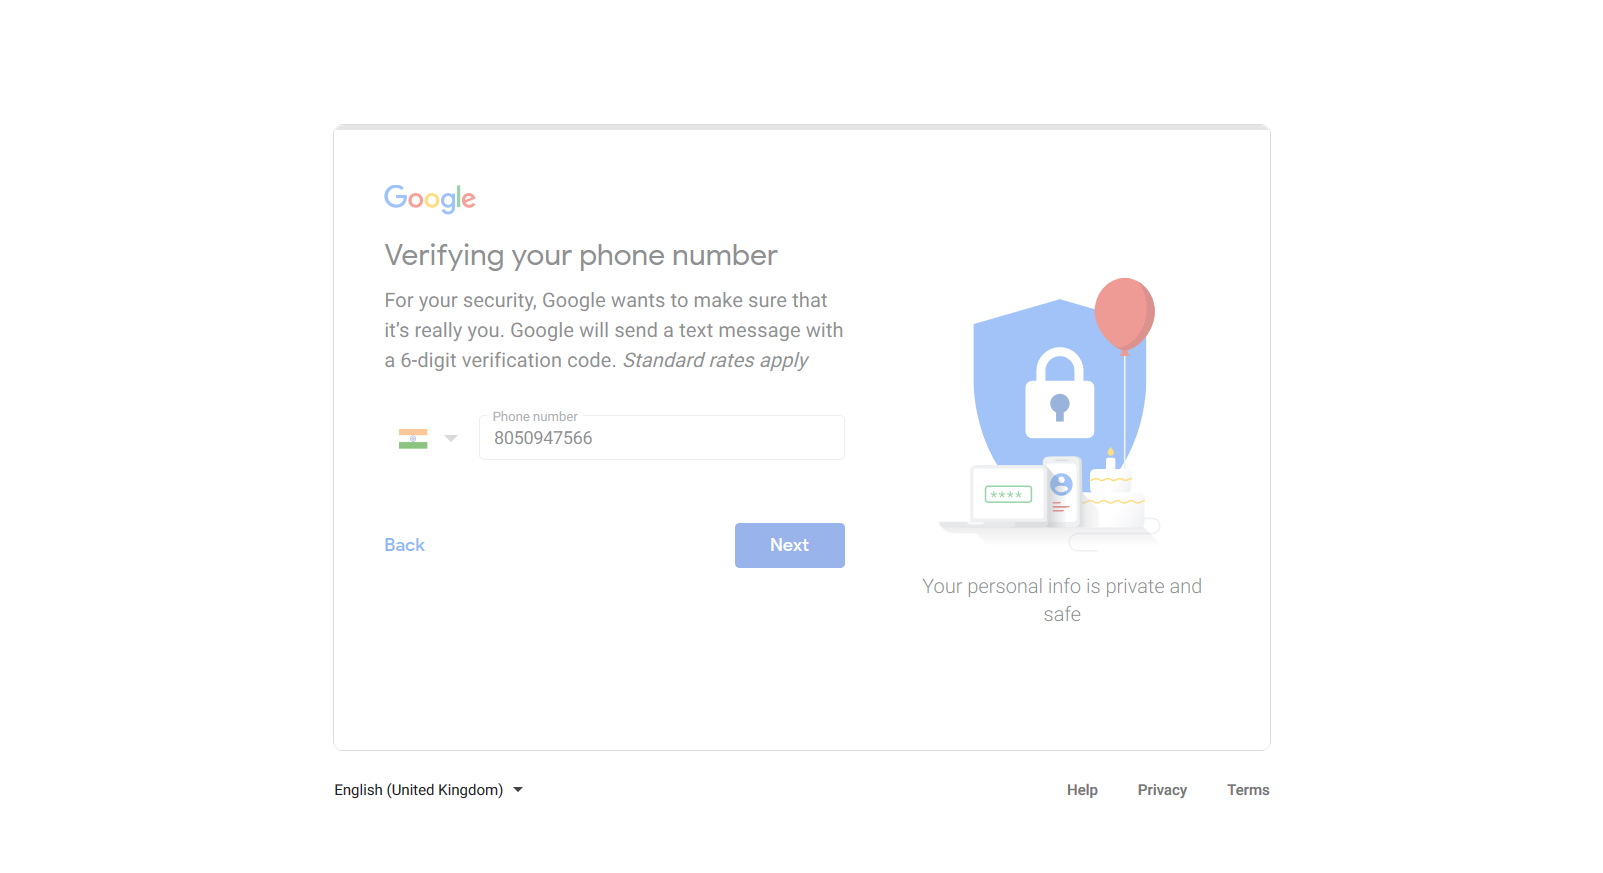 Google
Verifying your phone number
For your security, Google wants to make sure that
it’s really you. Google will send a text message with
a 6-digit verification code. Standard rates apply
Phone number
8050947566
Back
Next
****
Your personal info is private and
safe
English (United Kingdom)
Help
Privacy
Terms